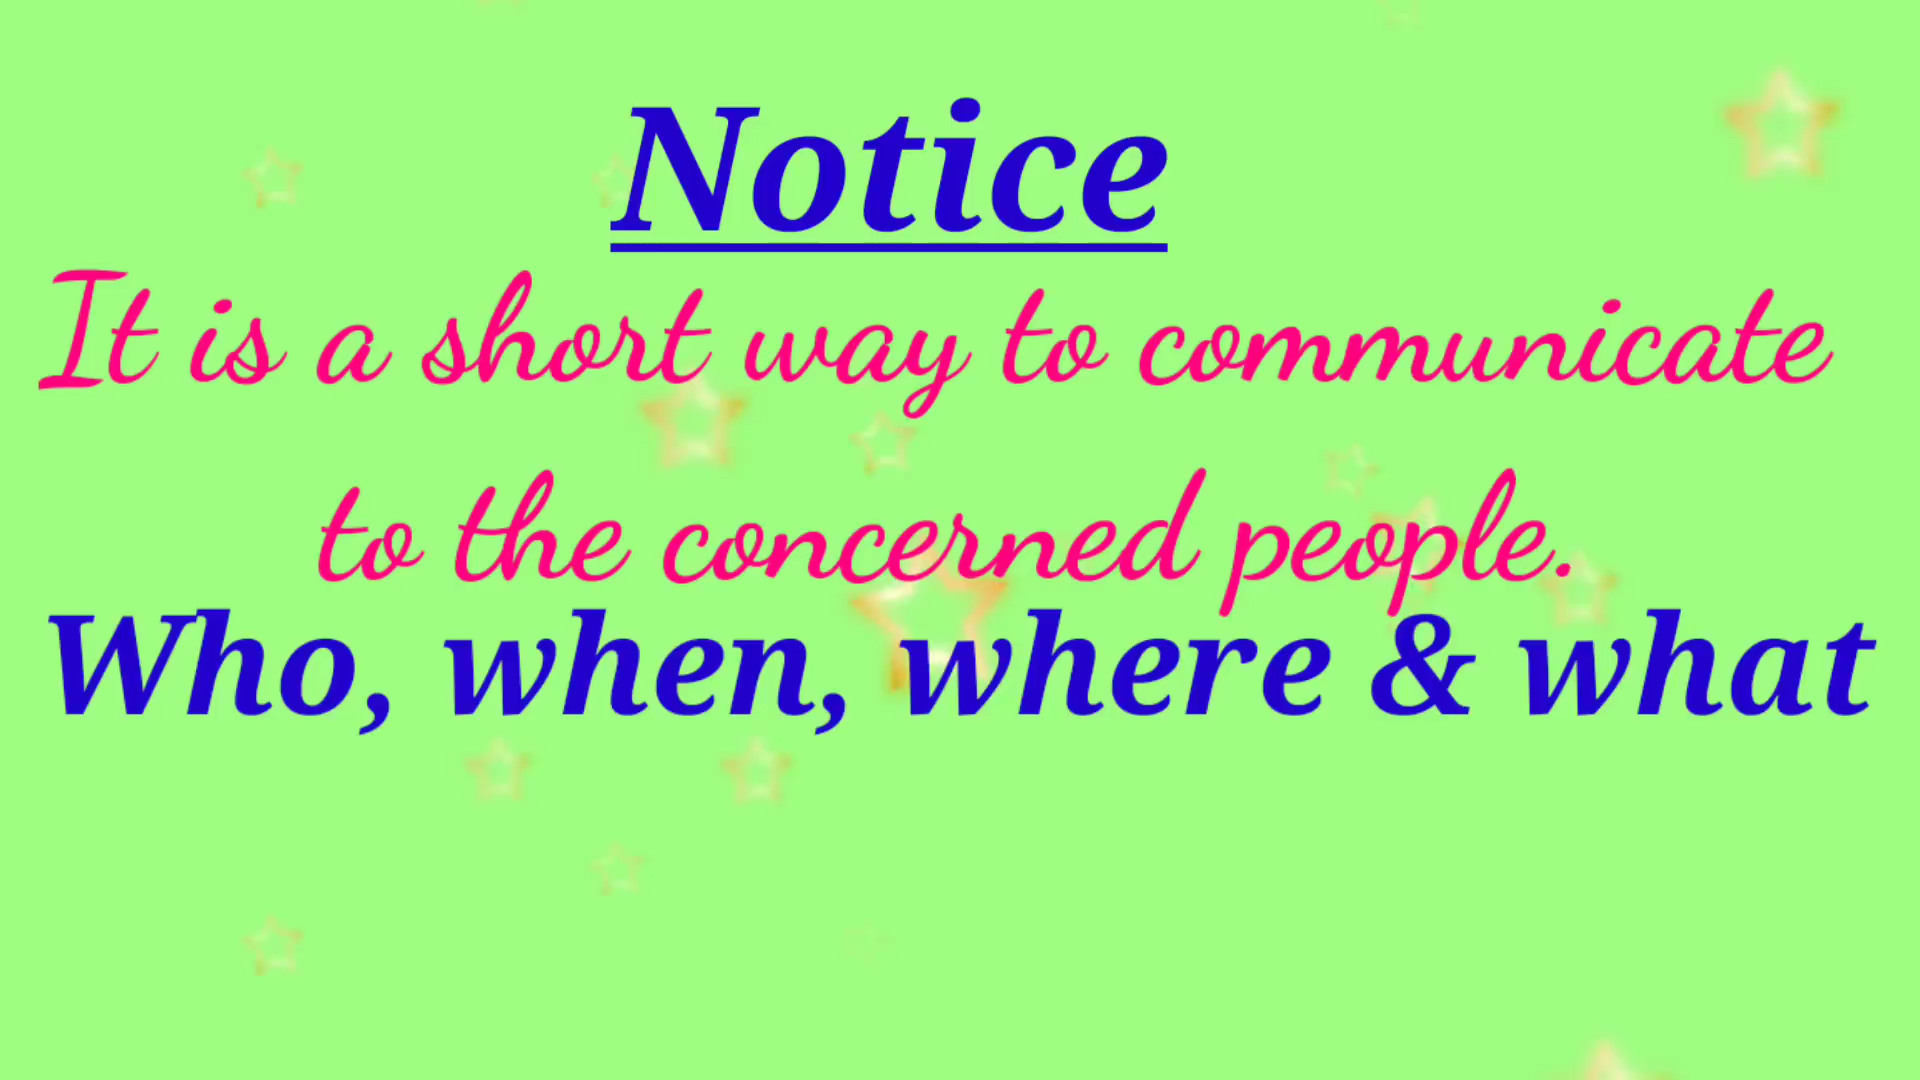 Notice
It is a short way to communicate
to the concerned people.
Who, when, where & what